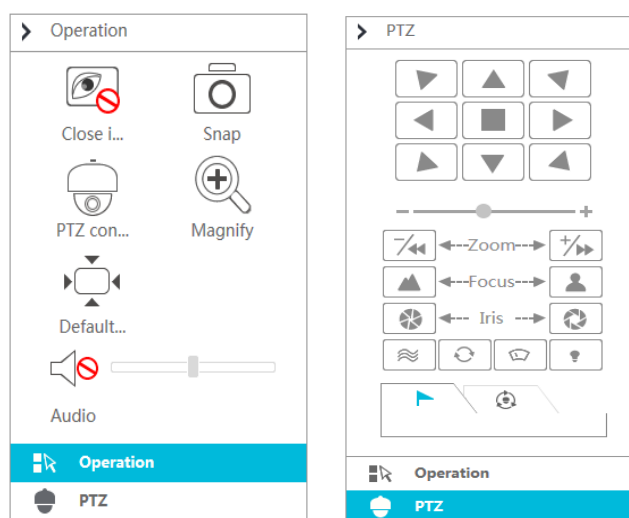 Operation
Close i...
Snap
PTZ con...
Magnify
Default...
Audio
Operation
PTZ
PTZ
Zoom
Focus
Iris
Operation
PTZ